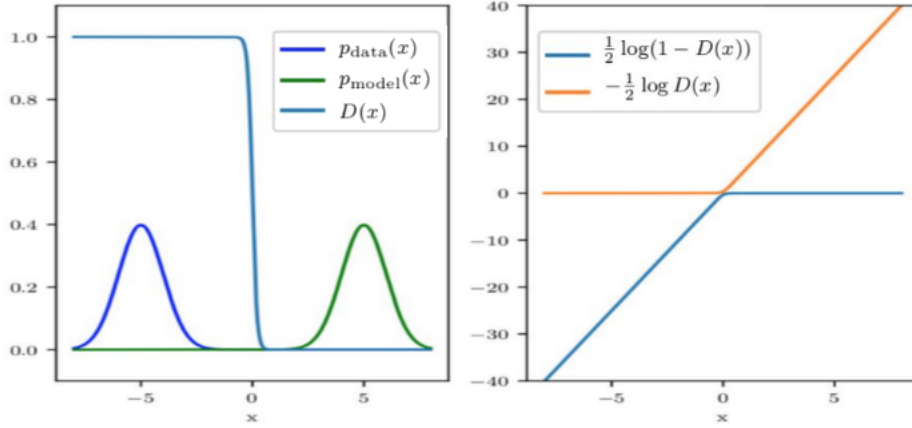 1.0
0.8
0.6
0.4
0.2
0.0
−5 0 5
x
p_data(x)
p_model(x)
D(x)
40
30
20
10
0
−10
−20
−30
−40
−5 0 5
x
½ log(1 − D(x))
−½ log D(x)